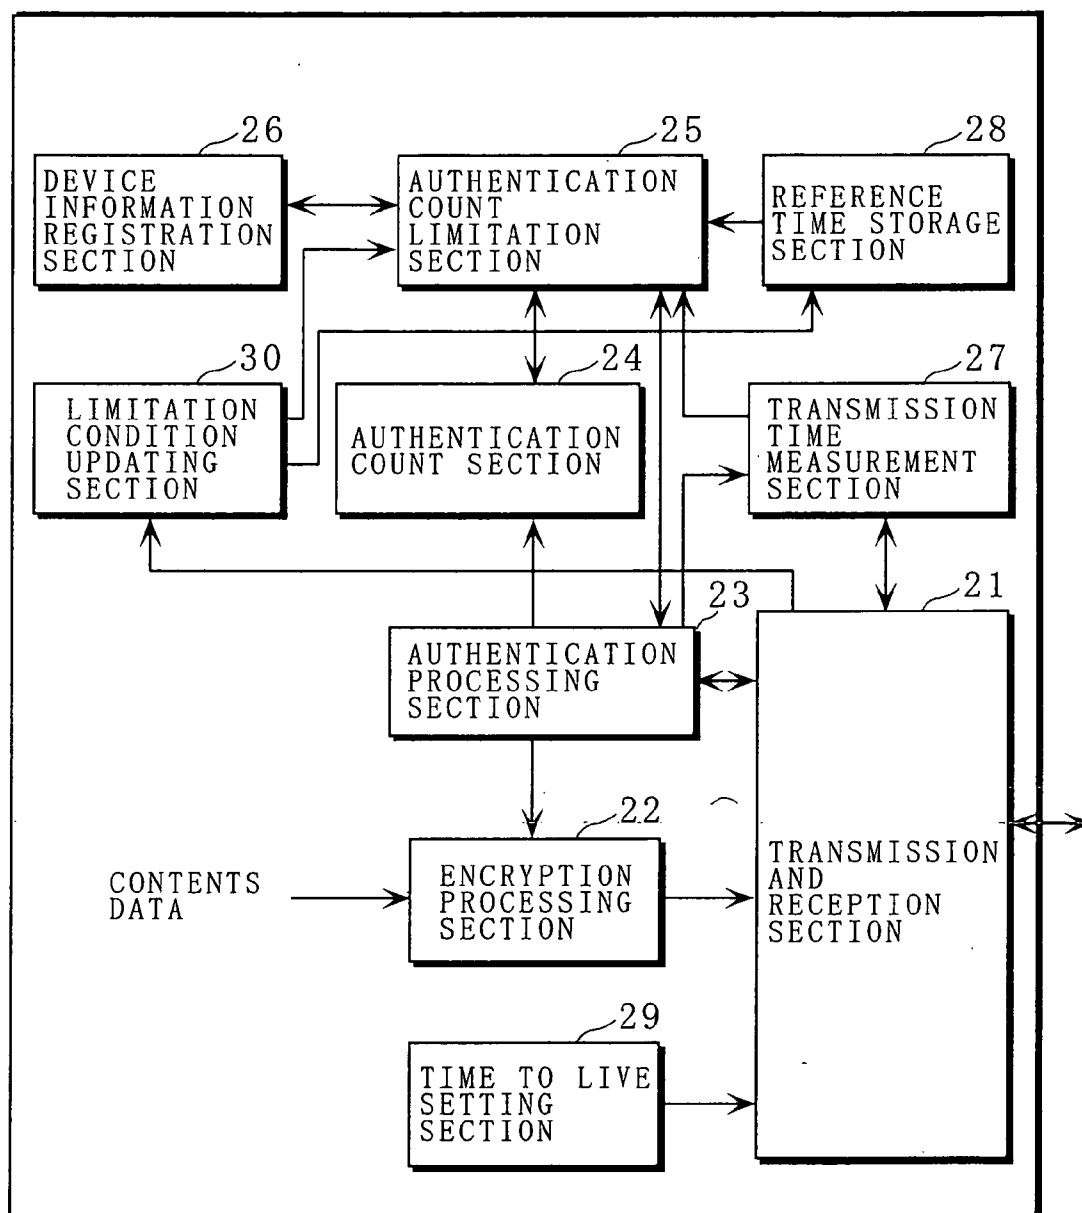 26
DEVICE
INFORMATION
REGISTRATION
SECTION
25
AUTHENTICATION
COUNT
LIMITATION
SECTION
28
REFERENCE
TIME STORAGE
SECTION
30
LIMITATION
CONDITION
UPDATING
SECTION
24
AUTHENTICATION
COUNT SECTION
27
TRANSMISSION
TIME
MEASUREMENT
SECTION
23
AUTHENTICATION
PROCESSING
SECTION
21
TRANSMISSION
AND
RECEPTION
SECTION
22
ENCRYPTION
PROCESSING
SECTION
CONTENTS
DATA
29
TIME TO LIVE
SETTING
SECTION